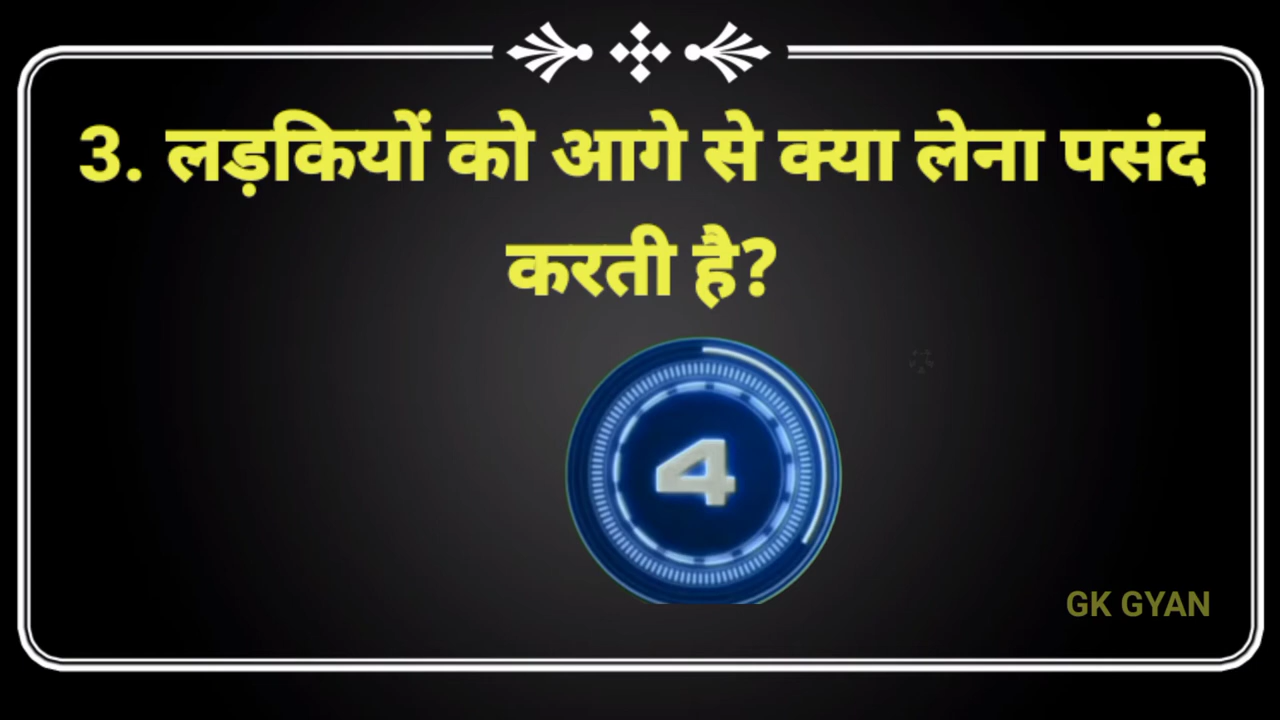 3. लड़कियों को आगे से क्या लेना पसंद
करती है?
4
GK GYAN